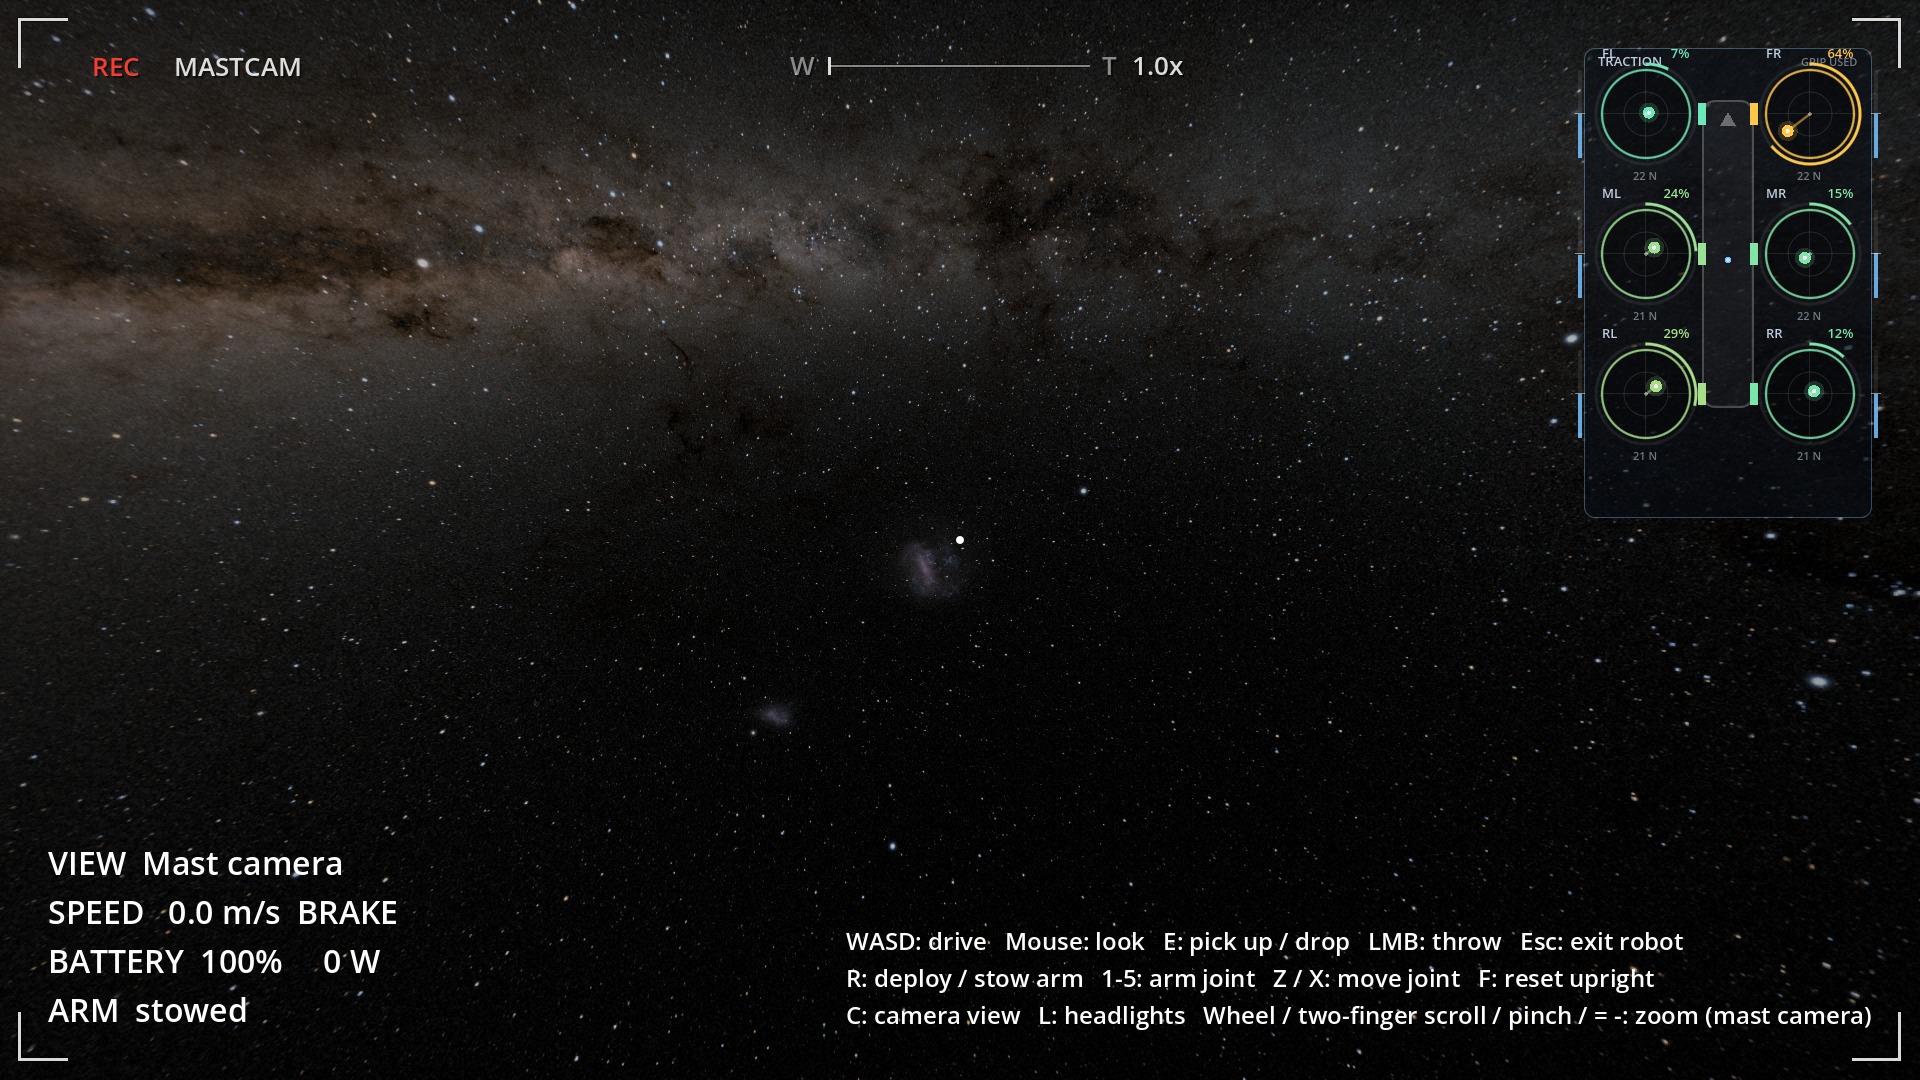 REC MASTCAM
W T 1.0x
FL 7% FR 64%
TRACTION GRIP USED
22 N 22 N
ML 24% MR 15%
21 N 22 N
RL 29% RR 12%
21 N 21 N
VIEW Mast camera
SPEED 0.0 m/s BRAKE
BATTERY 100% 0 W
ARM stowed
WASD: drive Mouse: look E: pick up / drop LMB: throw Esc: exit robot
R: deploy / stow arm 1-5: arm joint Z / X: move joint F: reset upright
C: camera view L: headlights Wheel / two-finger scroll / pinch / = -: zoom (mast camera)